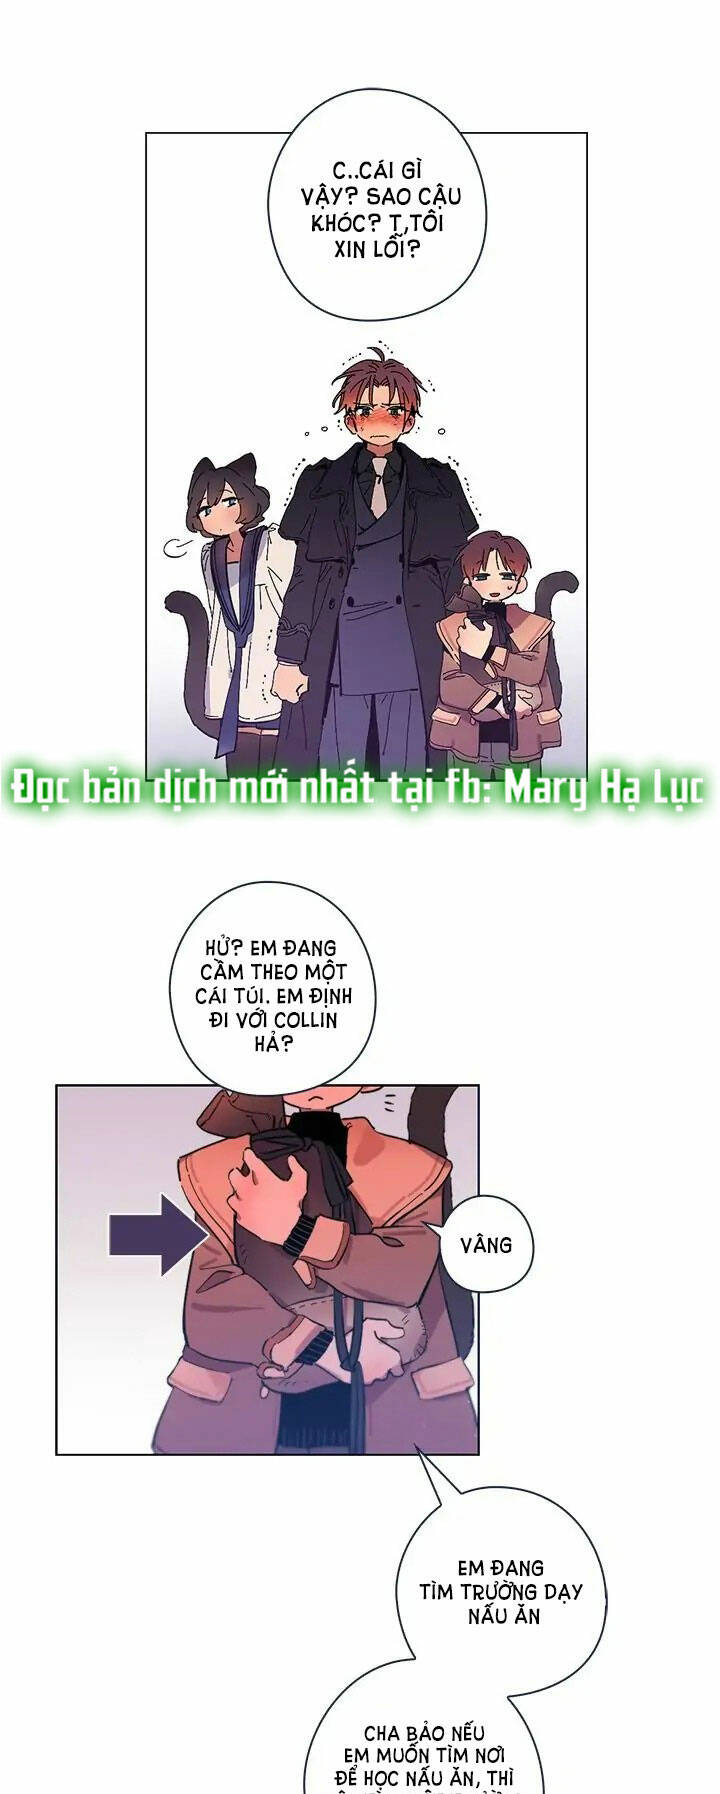 C..CÁI GÌ
VẬY? SAO CẬU
KHÓC? T,TÔI
XIN LỖI?
Đọc bản dịch mới nhất tại fb: Mary Hạ Lục
HỬ? EM ĐANG
CẦM THEO MỘT
CÁI TÚI. EM ĐỊNH
ĐI VỚI COLLIN
HẢ?
VÂNG
EM ĐANG
TÌM TRƯỜNG DẠY
NẤU ĂN
CHA BẢO NẾU
EM MUỐN TÌM NƠI
ĐỂ HỌC NẤU ĂN, THÌ